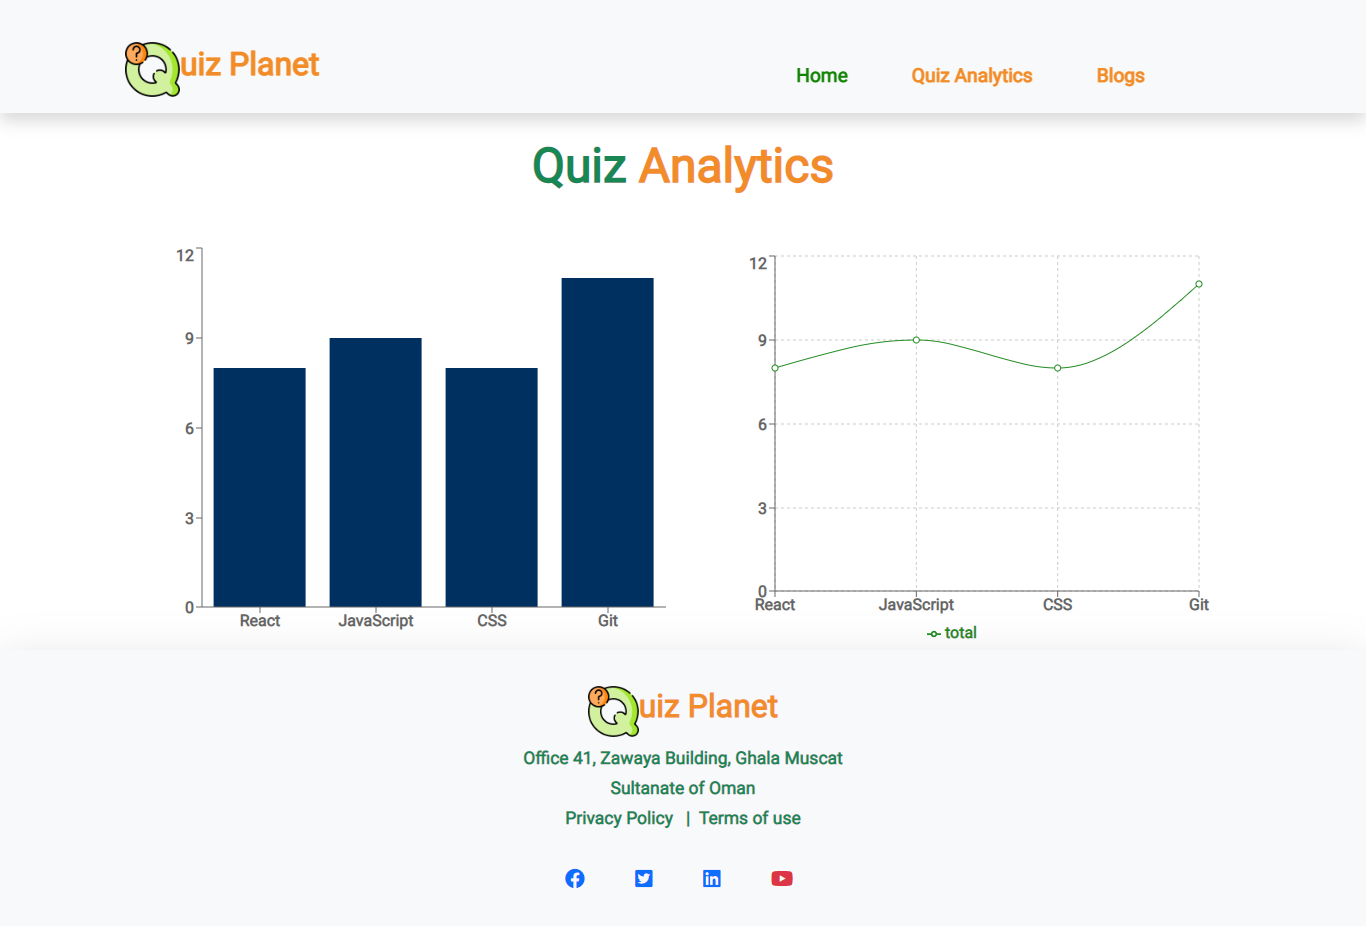 ?
Quiz Planet
Home Quiz Analytics Blogs
Quiz Analytics
12
9
6
3
0
React JavaScript CSS Git
12
9
6
3
0
React JavaScript CSS Git
total
?
Quiz Planet
Office 41, Zawaya Building, Ghala Muscat
Sultanate of Oman
Privacy Policy | Terms of use